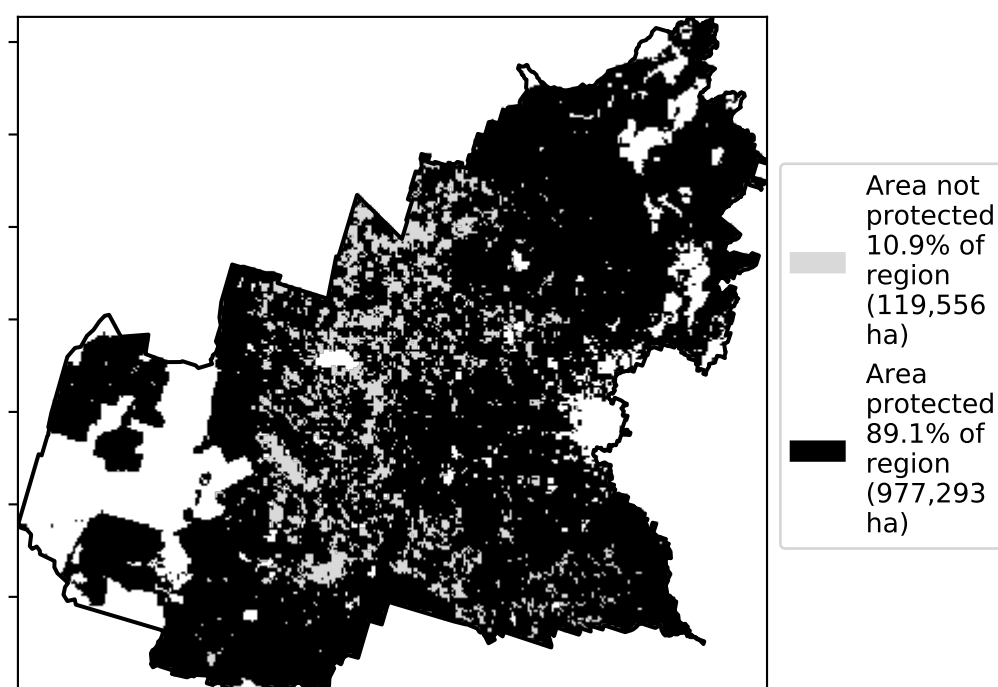 Area not
protected
10.9% of
region
(119,556
ha)
Area
protected
89.1% of
region
(977,293
ha)